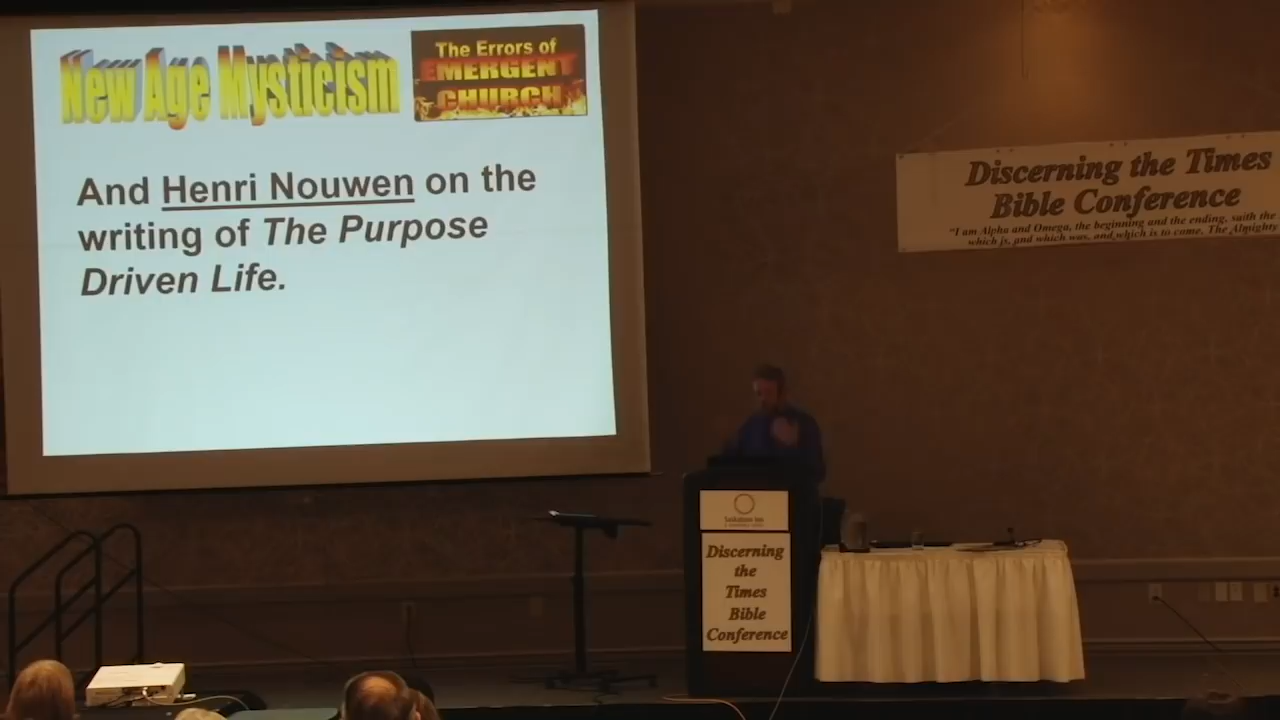 New Age Mysticism
The Errors of
EMERGENT
CHURCH
And Henri Nouwen on the
writing of The Purpose
Driven Life.
Discerning the Times
Bible Conference
"I am Alpha and Omega, the beginning and the ending, saith the
which is, and which was, and which is to come, The Almighty
Saskatoon Inn
Discerning
the
Times
Bible
Conference